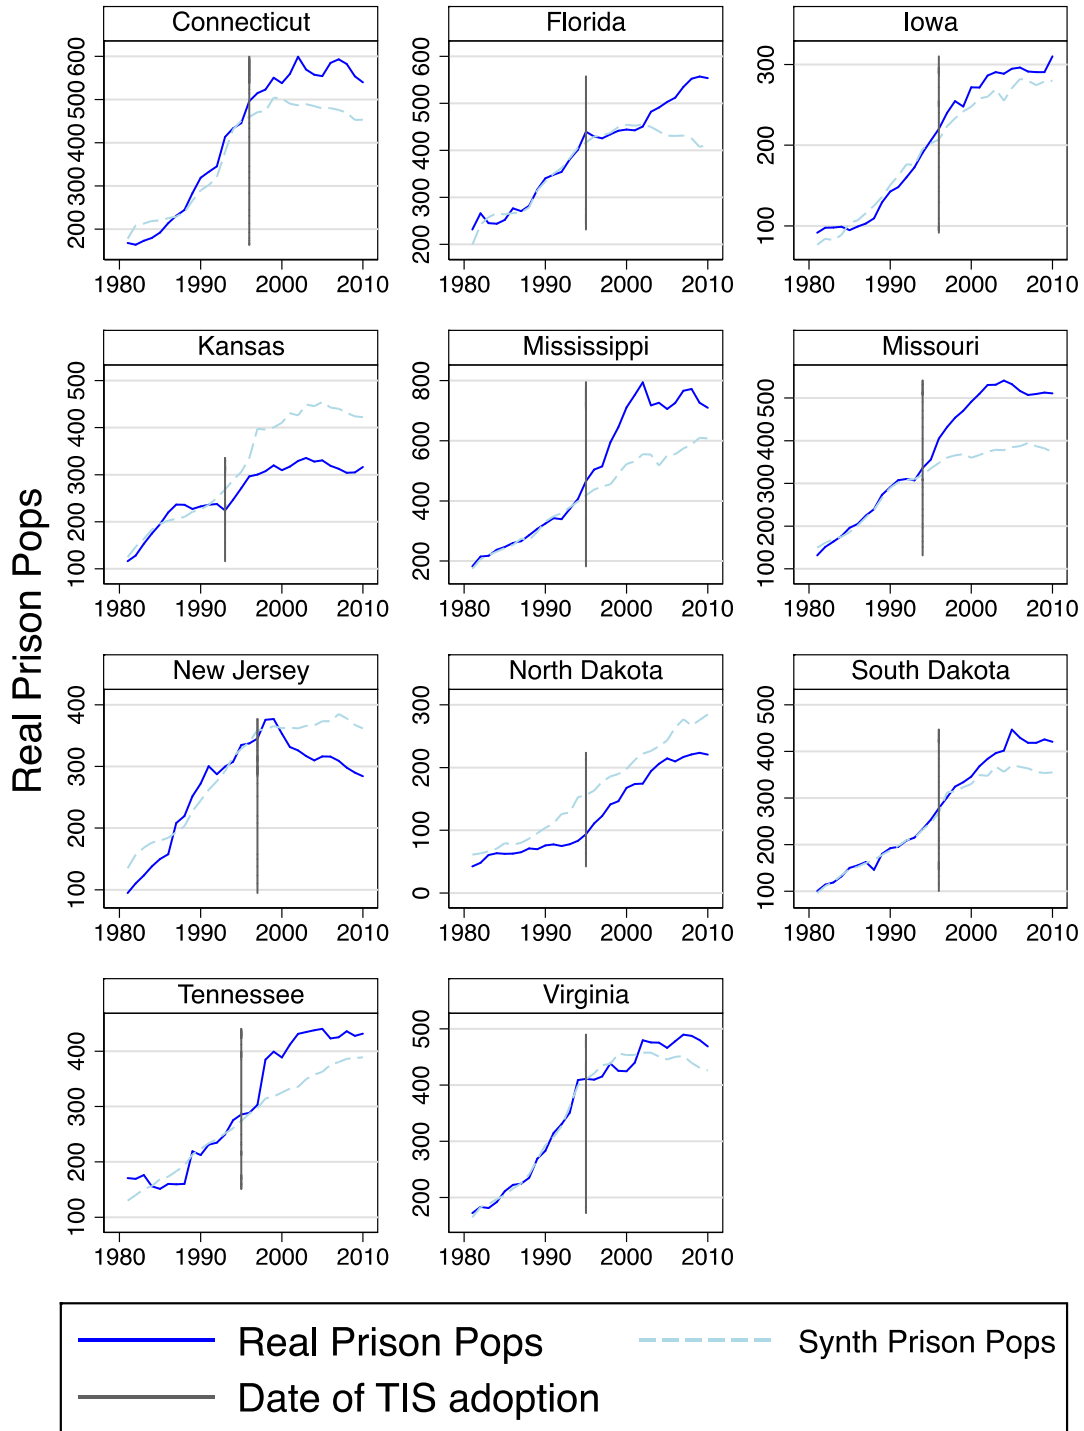 Real Prison Pops
Connecticut
200 300 400 500 600
1980 1990 2000 2010
Florida
200 300 400 500 600
1980 1990 2000 2010
Iowa
100 200 300
1980 1990 2000 2010
Kansas
100 200 300 400 500
1980 1990 2000 2010
Mississippi
200 400 600 800
1980 1990 2000 2010
Missouri
100 200 300 400 500
1980 1990 2000 2010
New Jersey
100 200 300 400
1980 1990 2000 2010
North Dakota
0 100 200 300
1980 1990 2000 2010
South Dakota
100 200 300 400 500
1980 1990 2000 2010
Tennessee
100 200 300 400
1980 1990 2000 2010
Virginia
200 300 400 500
1980 1990 2000 2010
Real Prison Pops Synth Prison Pops
Date of TIS adoption